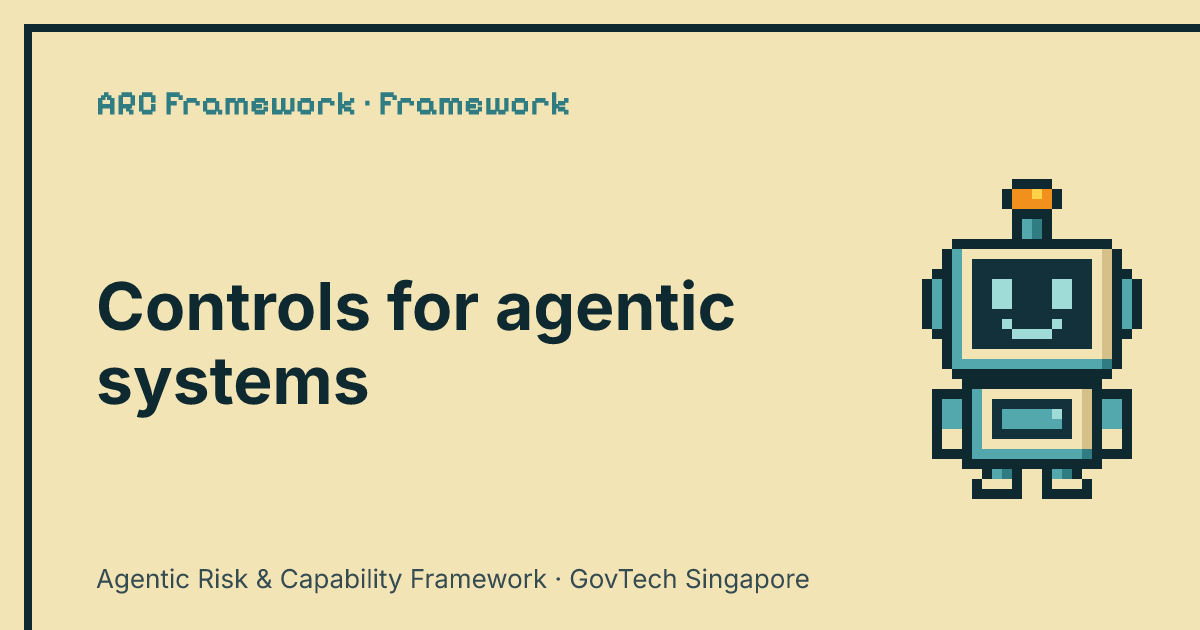 ARC Framework · Framework
Controls for agentic
systems
Agentic Risk & Capability Framework · GovTech Singapore